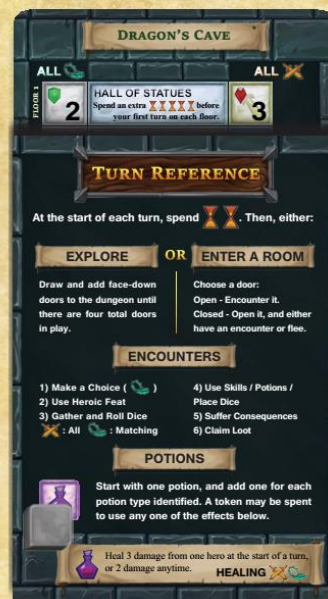 DRAGON'S CAVE
ALL ALL
FLOOR 1
2 HALL OF STATUES 3
Spend an extra before
your first turn on each floor.
TURN REFERENCE
At the start of each turn, spend . Then, either:
EXPLORE OR ENTER A ROOM
Draw and add face-down
doors to the dungeon until
there are four total doors
in play.
Choose a door:
Open - Encounter it.
Closed - Open it, and either
have an encounter or flee.
ENCOUNTERS
1) Make a Choice ( )
2) Use Heroic Feat
3) Gather and Roll Dice
: All : Matching
4) Use Skills / Potions /
Place Dice
5) Suffer Consequences
6) Claim Loot
POTIONS
Start with one potion, and add one for each
potion type identified. A token may be spent
to use any one of the effects below.
Heal 3 damage from one hero at the start of a turn,
or 2 damage anytime. HEALING